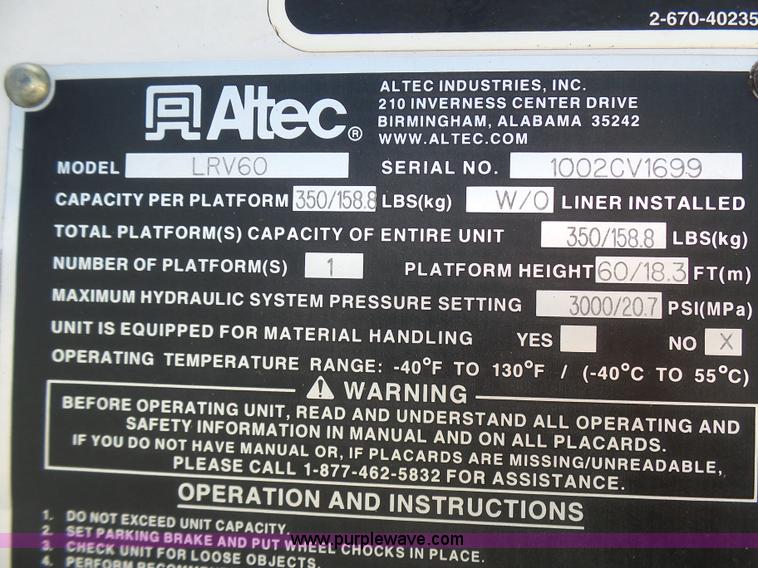 2-670-40235
Altec®
ALTEC INDUSTRIES, INC.
210 INVERNESS CENTER DRIVE
BIRMINGHAM, ALABAMA 35242
WWW.ALTEC.COM
MODEL LRV60 SERIAL NO. 1002CV1699
CAPACITY PER PLATFORM 350/158.8 LBS(kg) W/O LINER INSTALLED
TOTAL PLATFORM(S) CAPACITY OF ENTIRE UNIT 350/158.8 LBS(kg)
NUMBER OF PLATFORM(S) 1 PLATFORM HEIGHT 60/18.3 FT(m)
MAXIMUM HYDRAULIC SYSTEM PRESSURE SETTING 3000/20.7 PSI(MPa)
UNIT IS EQUIPPED FOR MATERIAL HANDLING YES NO X
OPERATING TEMPERATURE RANGE: -40°F TO 130°F / (-40°C TO 55°C)
WARNING
BEFORE OPERATING UNIT, READ AND UNDERSTAND ALL OPERATING AND
SAFETY INFORMATION IN MANUAL AND ON ALL PLACARDS.
IF YOU DO NOT HAVE MANUAL OR, IF PLACARDS ARE MISSING/UNREADABLE,
PLEASE CALL 1-877-462-5832 FOR ASSISTANCE.
OPERATION AND INSTRUCTIONS
1. DO NOT EXCEED UNIT CAPACITY.
2. SET PARKING BRAKE AND PUT WHEEL CHOCKS IN PLACE.
3. CHECK UNIT FOR LOOSE OBJECTS.
4. PERFORM
www.purplewave.com